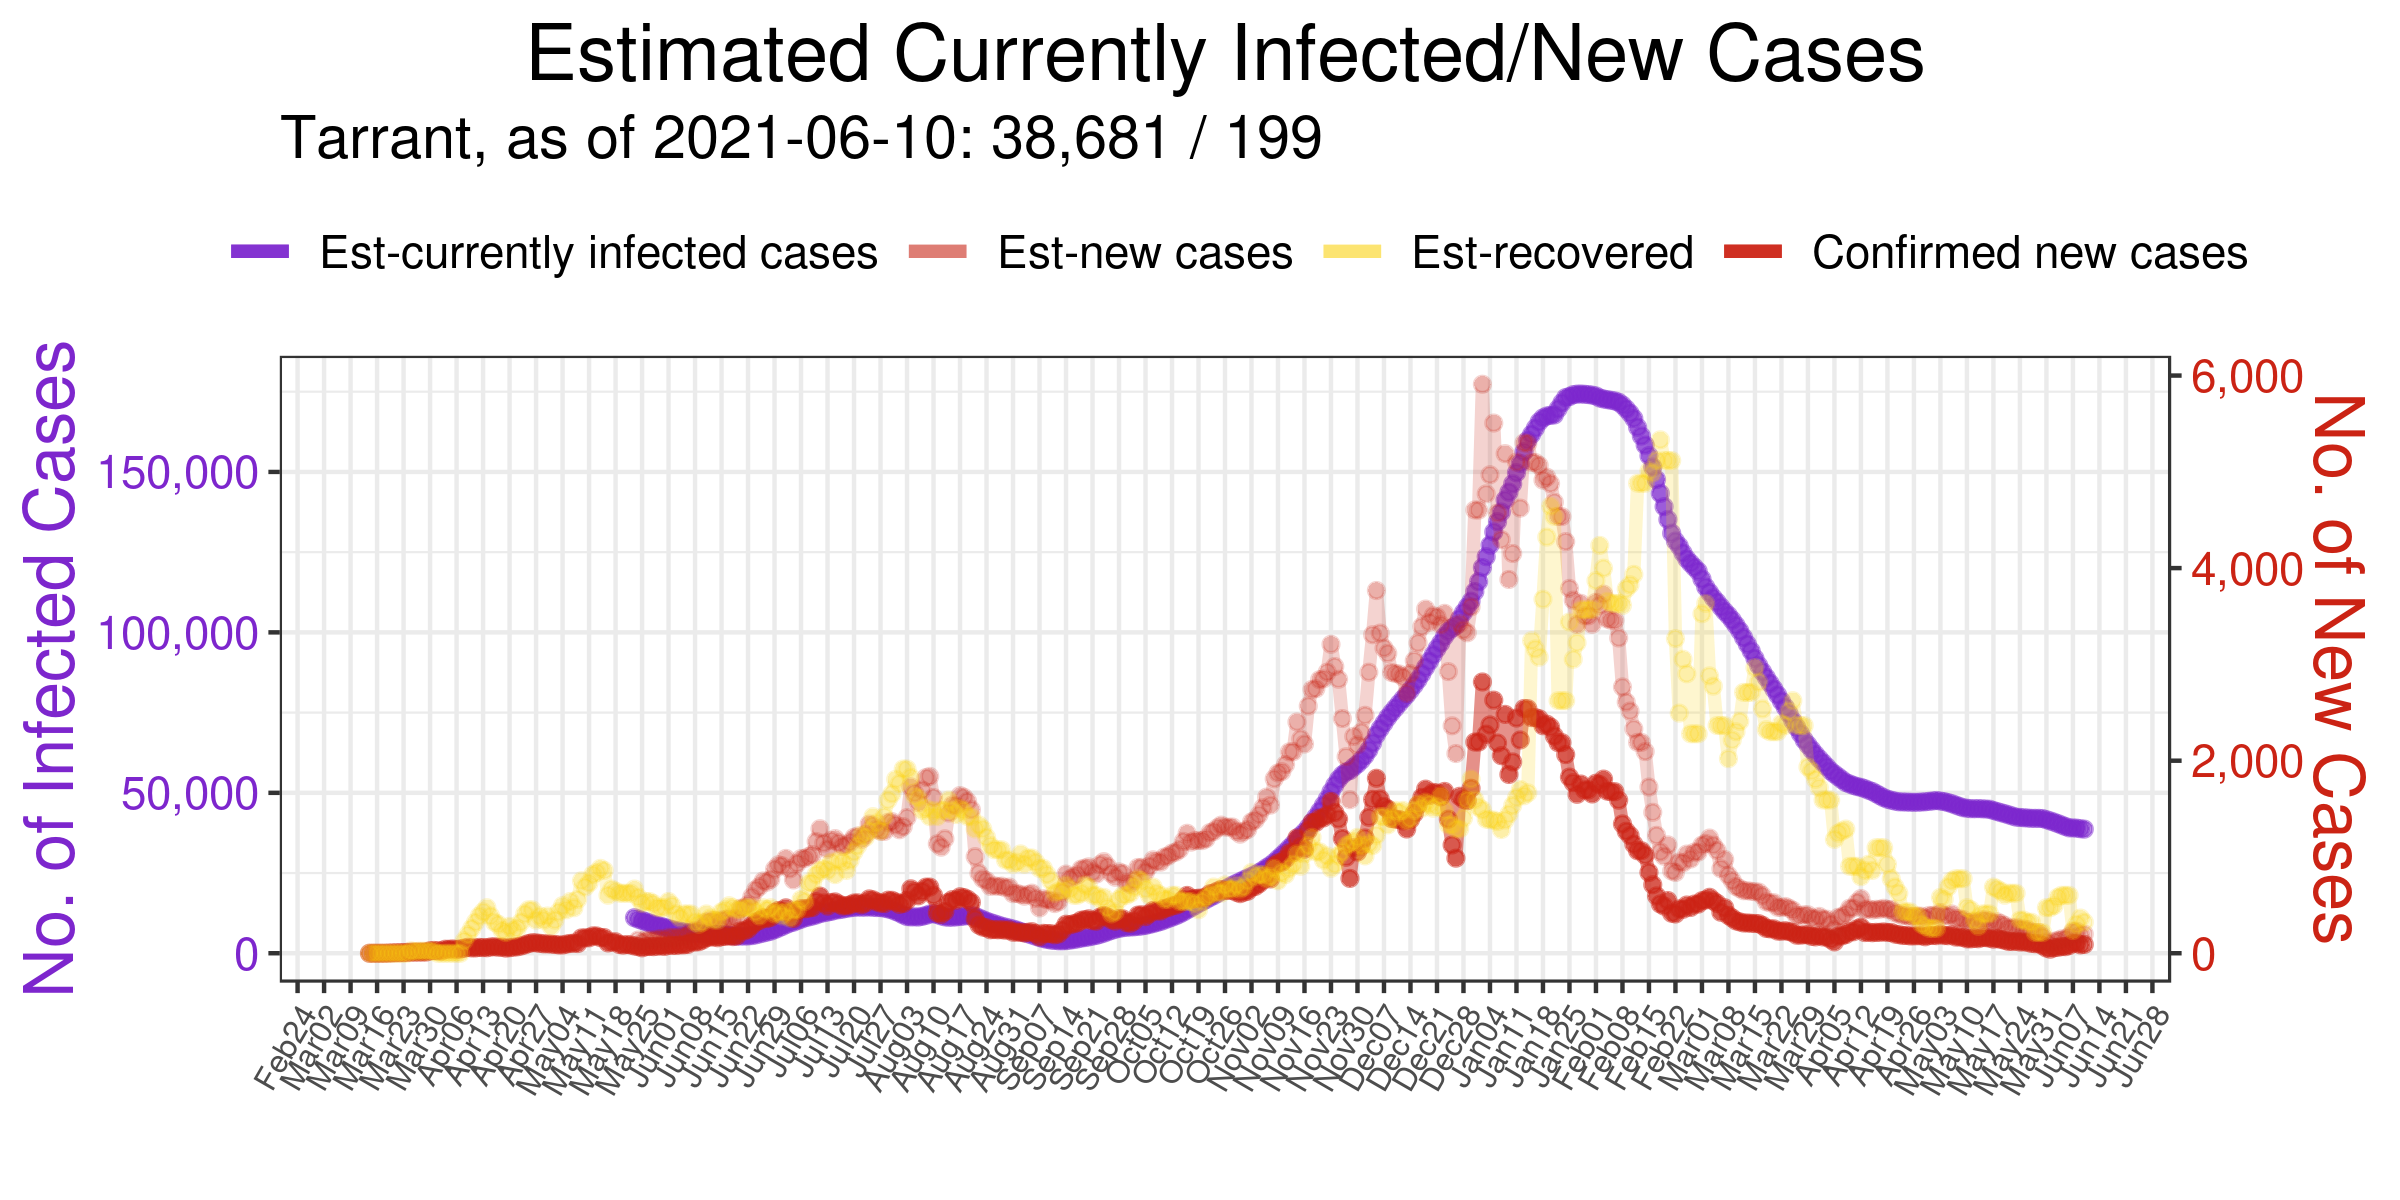 Estimated Currently Infected/New Cases
Tarrant, as of 2021-06-10: 38,681 / 199
Est-currently infected cases Est-new cases Est-recovered Confirmed new cases
No. of Infected Cases
150,000
100,000
50,000
0
6,000
4,000
2,000
0
No. of New Cases
Feb24 Mar02 Mar09 Mar16 Mar23 Mar30 Apr06 Apr13 Apr20 Apr27 May04 May11 May18 May25 Jun01 Jun08 Jun15 Jun22 Jun29 Jul06 Jul13 Jul20 Jul27 Aug03 Aug10 Aug17 Aug24 Aug31 Sep07 Sep14 Sep21 Sep28 Oct05 Oct12 Oct19 Oct26 Nov02 Nov09 Nov16 Nov23 Nov30 Dec07 Dec14 Dec21 Dec28 Jan04 Jan11 Jan18 Jan25 Feb01 Feb08 Feb15 Feb22 Mar01 Mar08 Mar15 Mar22 Mar29 Apr05 Apr12 Apr19 Apr26 May03 May10 May17 May24 May31 Jun07 Jun14 Jun21 Jun28